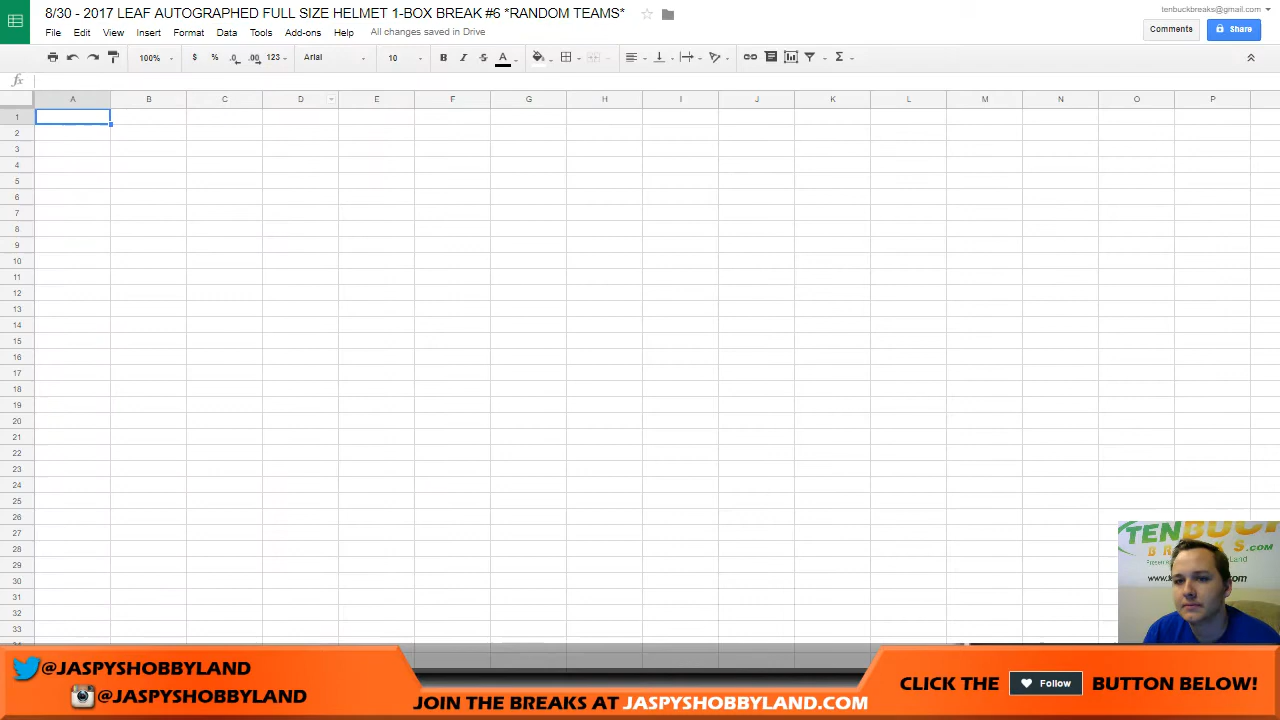 8/30 - 2017 LEAF AUTOGRAPHED FULL SIZE HELMET 1-BOX BREAK #6 *RANDOM TEAMS*
tenbuckbreaks@gmail.com
File Edit View Insert Format Data Tools Add-ons Help All changes saved in Drive
Comments Share
100% $ % .0 .00 123 Arial 10 B I S A Σ
fx
A B C D E F G H I J K L M N O P
1
2
3
4
5
6
7
8
9
10
11
12
13
14
15
16
17
18
19
20
21
22
23
24
25
26
27
28
29
30
31
32
33
TENBUCK
.COM
@JASPYSHOBBYLAND
@JASPYSHOBBYLAND
JOIN THE BREAKS AT JASPYSHOBBYLAND.COM
CLICK THE Follow BUTTON BELOW!